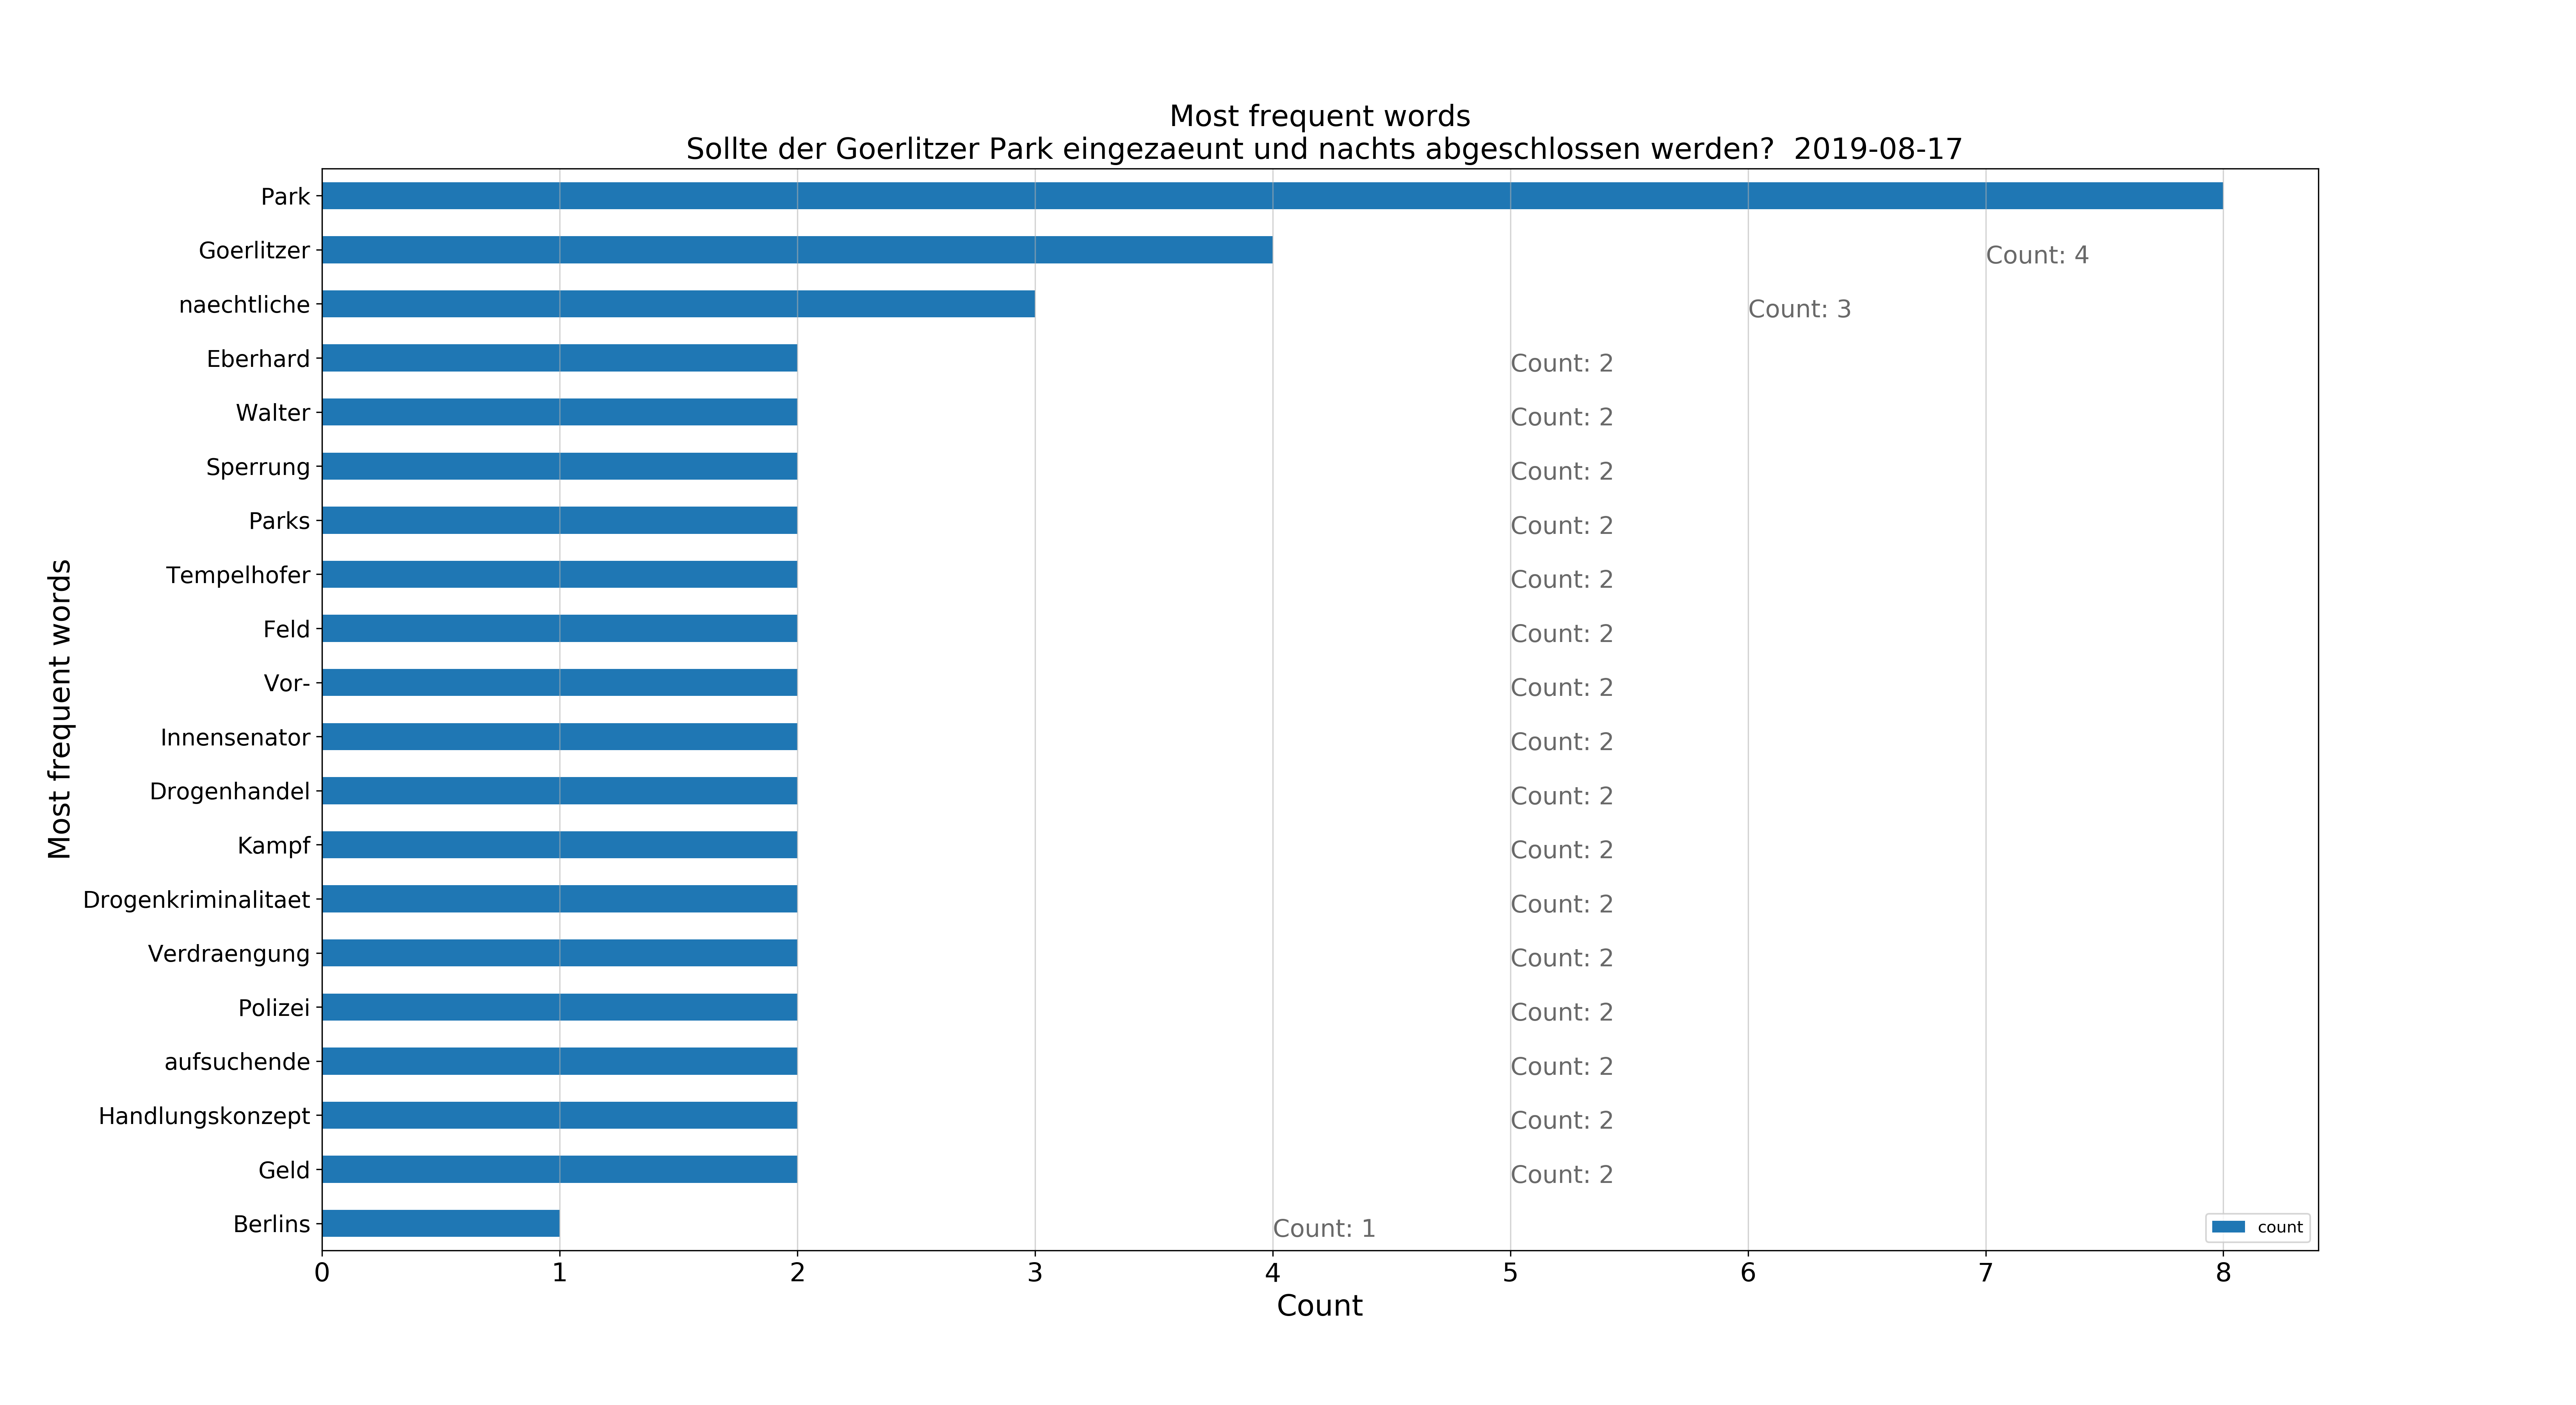 Most frequent words
Sollte der Goerlitzer Park eingezaeunt und nachts abgeschlossen werden?  2019-08-17
Most frequent words
Park
Goerlitzer Count: 4
naechtliche Count: 3
Eberhard Count: 2
Walter Count: 2
Sperrung Count: 2
Parks Count: 2
Tempelhofer Count: 2
Feld Count: 2
Vor- Count: 2
Innensenator Count: 2
Drogenhandel Count: 2
Kampf Count: 2
Drogenkriminalitaet Count: 2
Verdraengung Count: 2
Polizei Count: 2
aufsuchende Count: 2
Handlungskonzept Count: 2
Geld Count: 2
Berlins Count: 1
count
0 1 2 3 4 5 6 7 8
Count